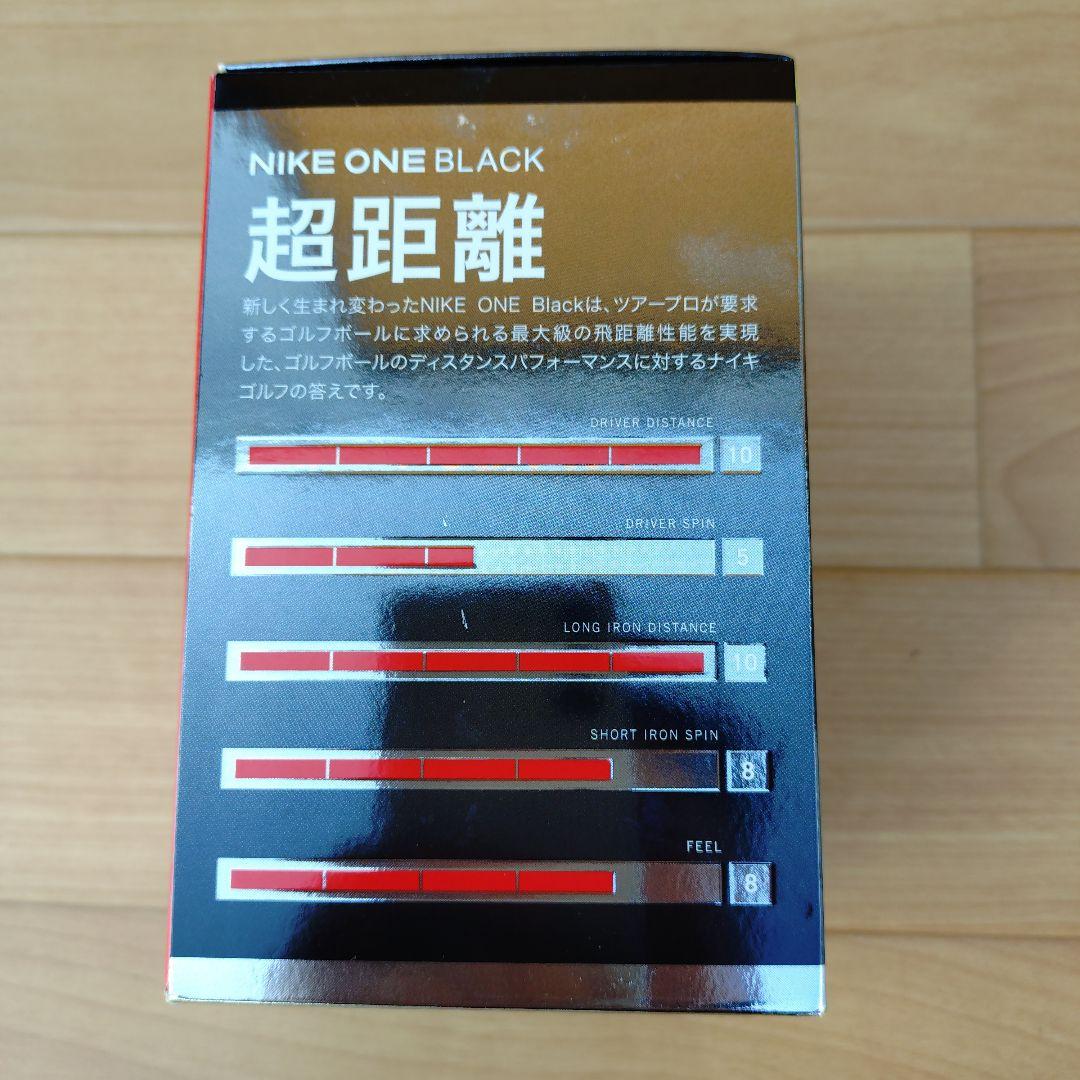 NIKE ONE BLACK
超距離
新しく生まれ変わったNIKE ONE Blackは、ツアープロが要求
するゴルフボールに求められる最大級の飛距離性能を実現
した、ゴルフボールのディスタンスパフォーマンスに対するナイキ
ゴルフの答えです。
DRIVER DISTANCE
10
DRIVER SPIN
5
LONG IRON DISTANCE
10
SHORT IRON SPIN
8
FEEL
8